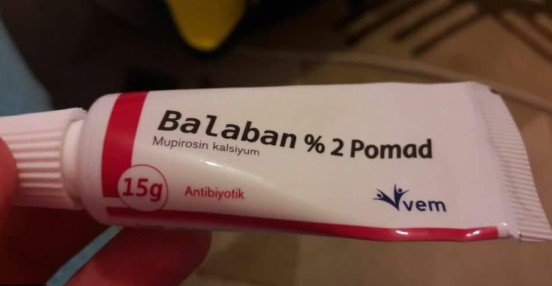 Balaban % 2 Pomad
Mupirosin kalsiyum
15g
Antibiyotik
vem